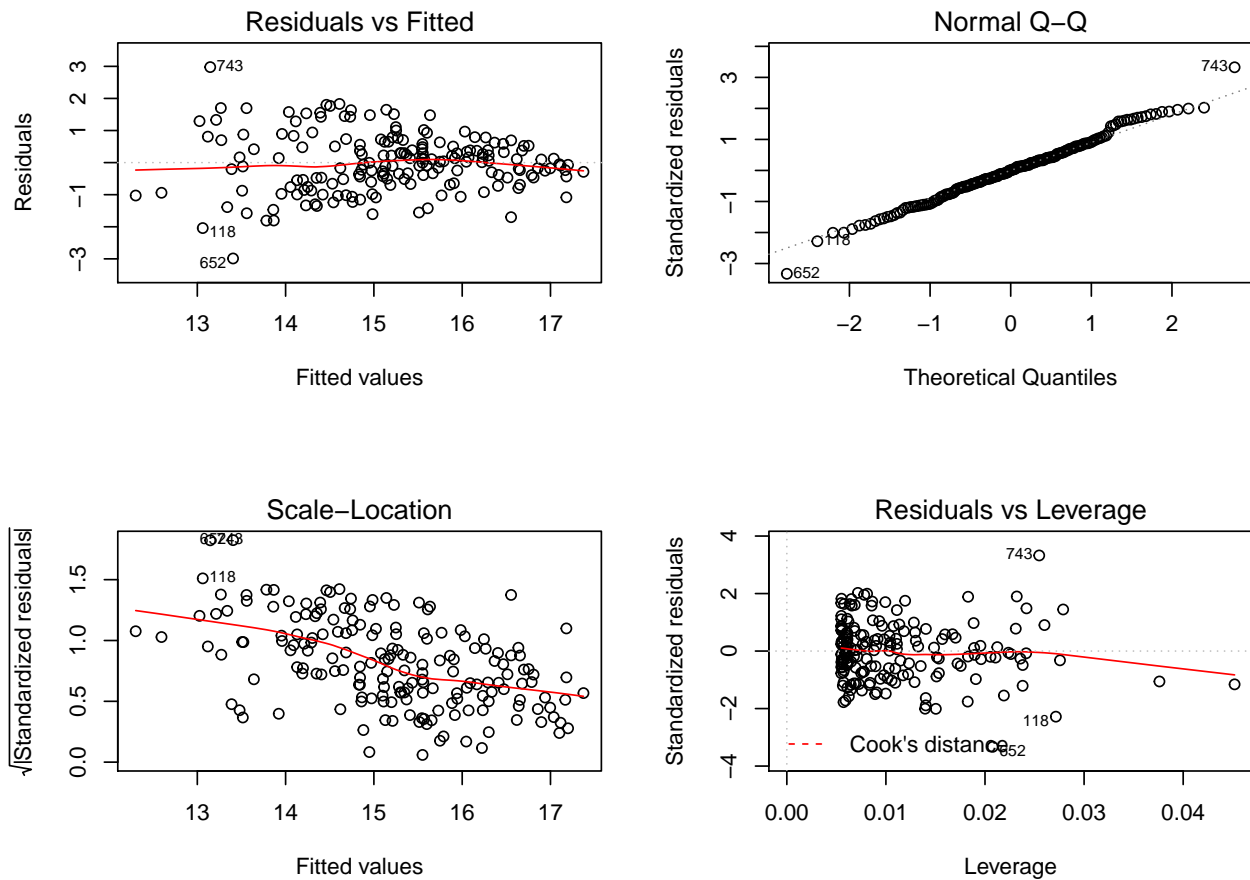 Residuals vs Fitted
Residuals
3
2
1
−1
−3
743
118
652
13 14 15 16 17
Fitted values
Normal Q−Q
Standardized residuals
3
1
−1
−3
743
118
652
−2 −1 0 1 2
Theoretical Quantiles
Scale−Location
√|Standardized residuals|
1.5
1.0
0.5
0.0
743
118
13 14 15 16 17
Fitted values
Residuals vs Leverage
Standardized residuals
4
2
0
−2
−4
743
118
652
Cook's distance
0.00 0.01 0.02 0.03 0.04
Leverage